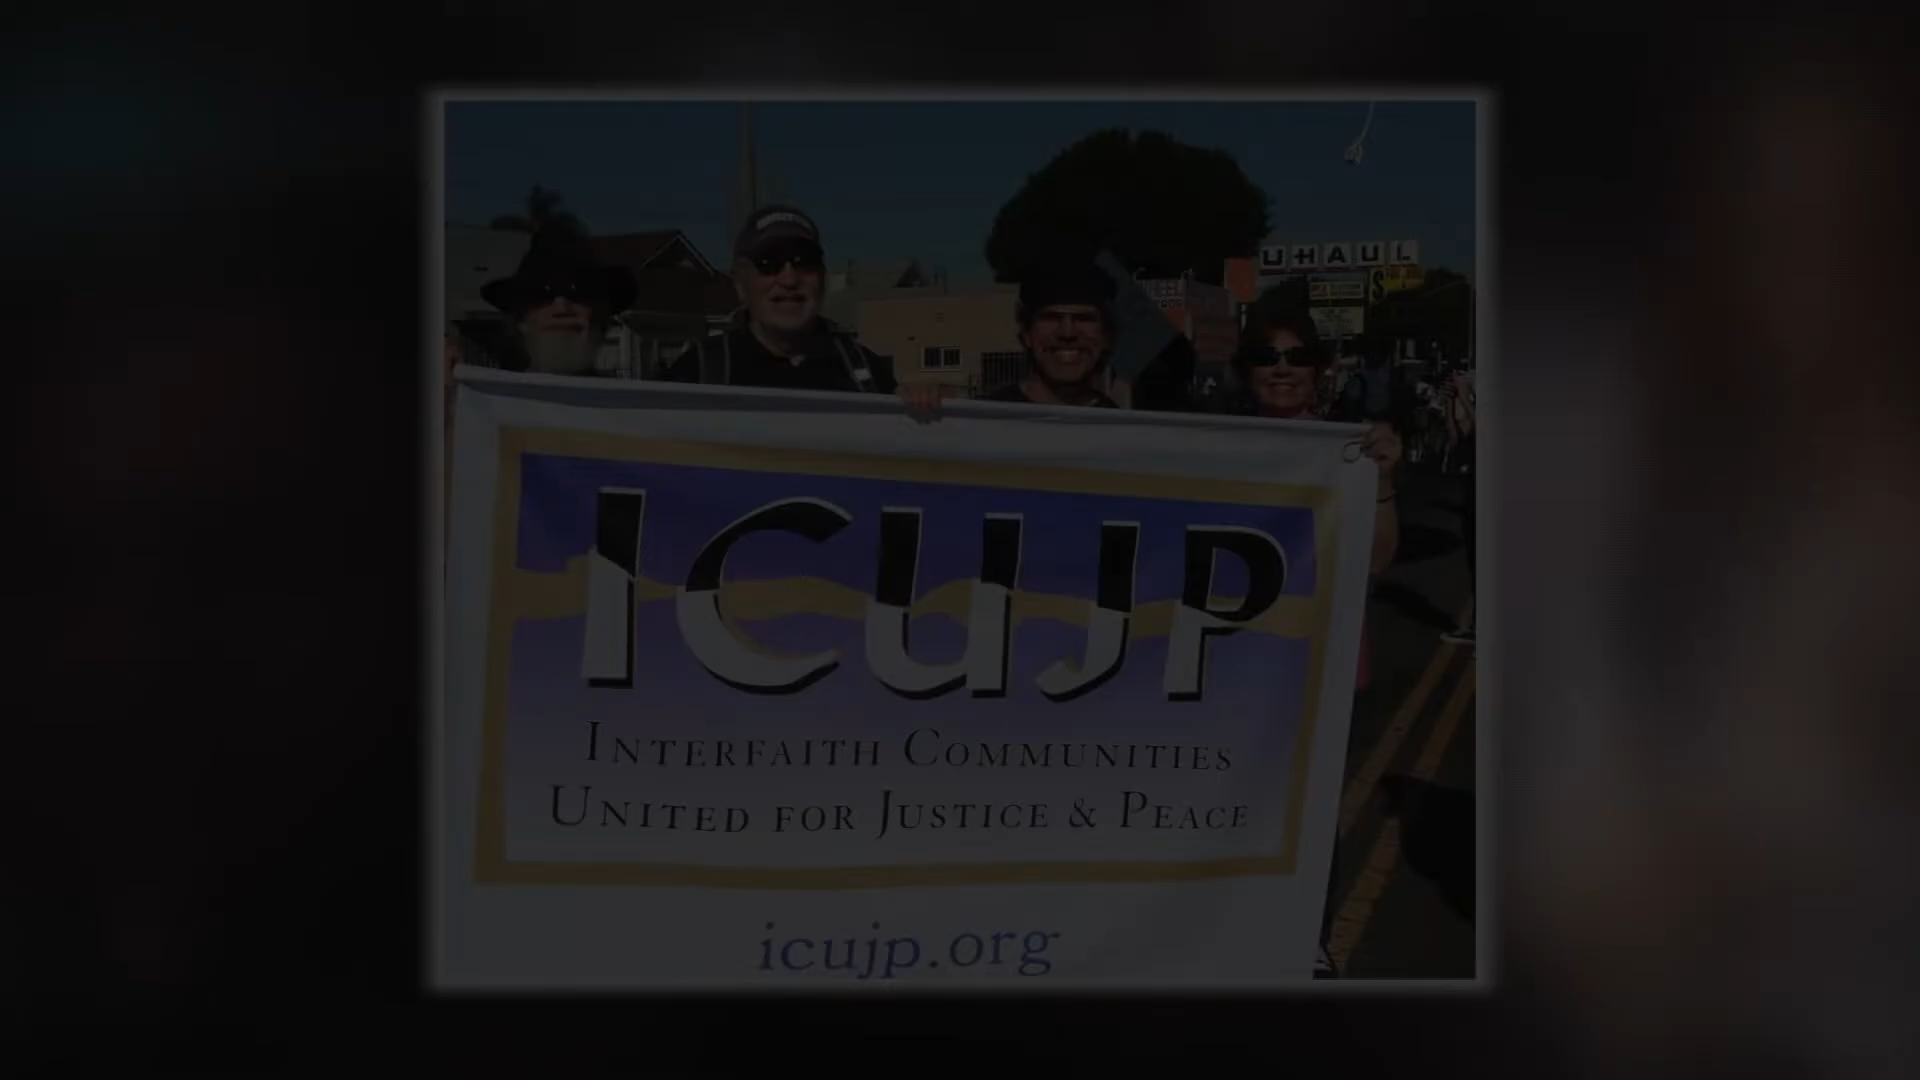 UHAUL
ICUJP
INTERFAITH COMMUNITIES
UNITED FOR JUSTICE & PEACE
icujp.org